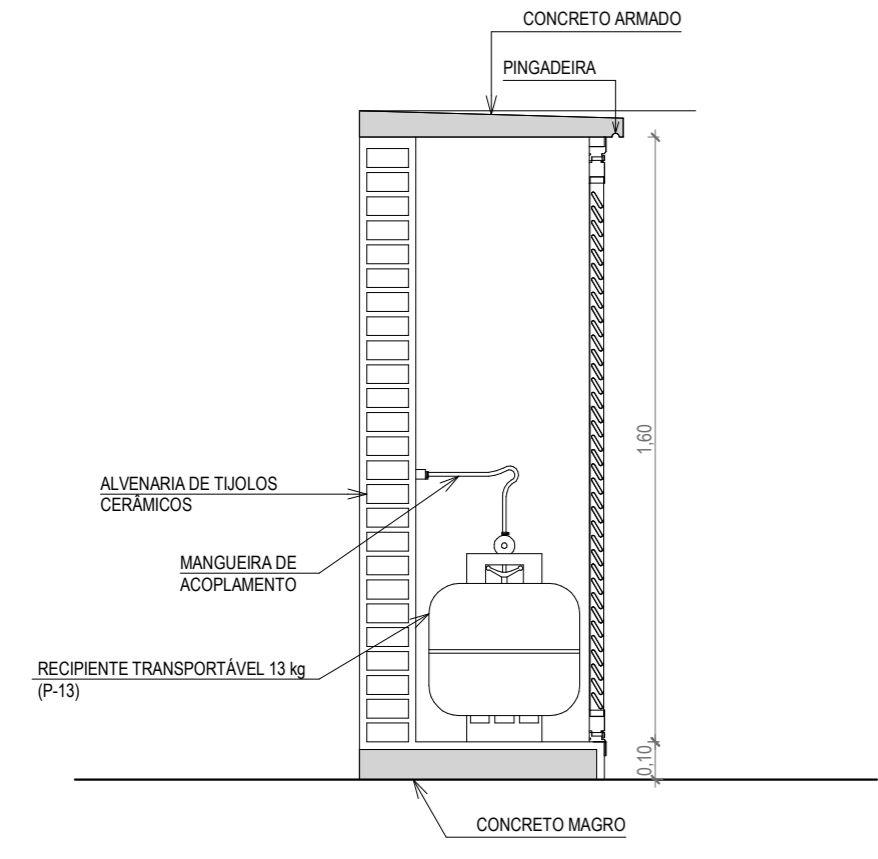 CONCRETO ARMADO
PINGADEIRA
1,60
ALVENARIA DE TIJOLOS
CERÂMICOS
MANGUEIRA DE
ACOPLAMENTO
RECIPIENTE TRANSPORTÁVEL 13 kg
(P-13)
0,10
CONCRETO MAGRO